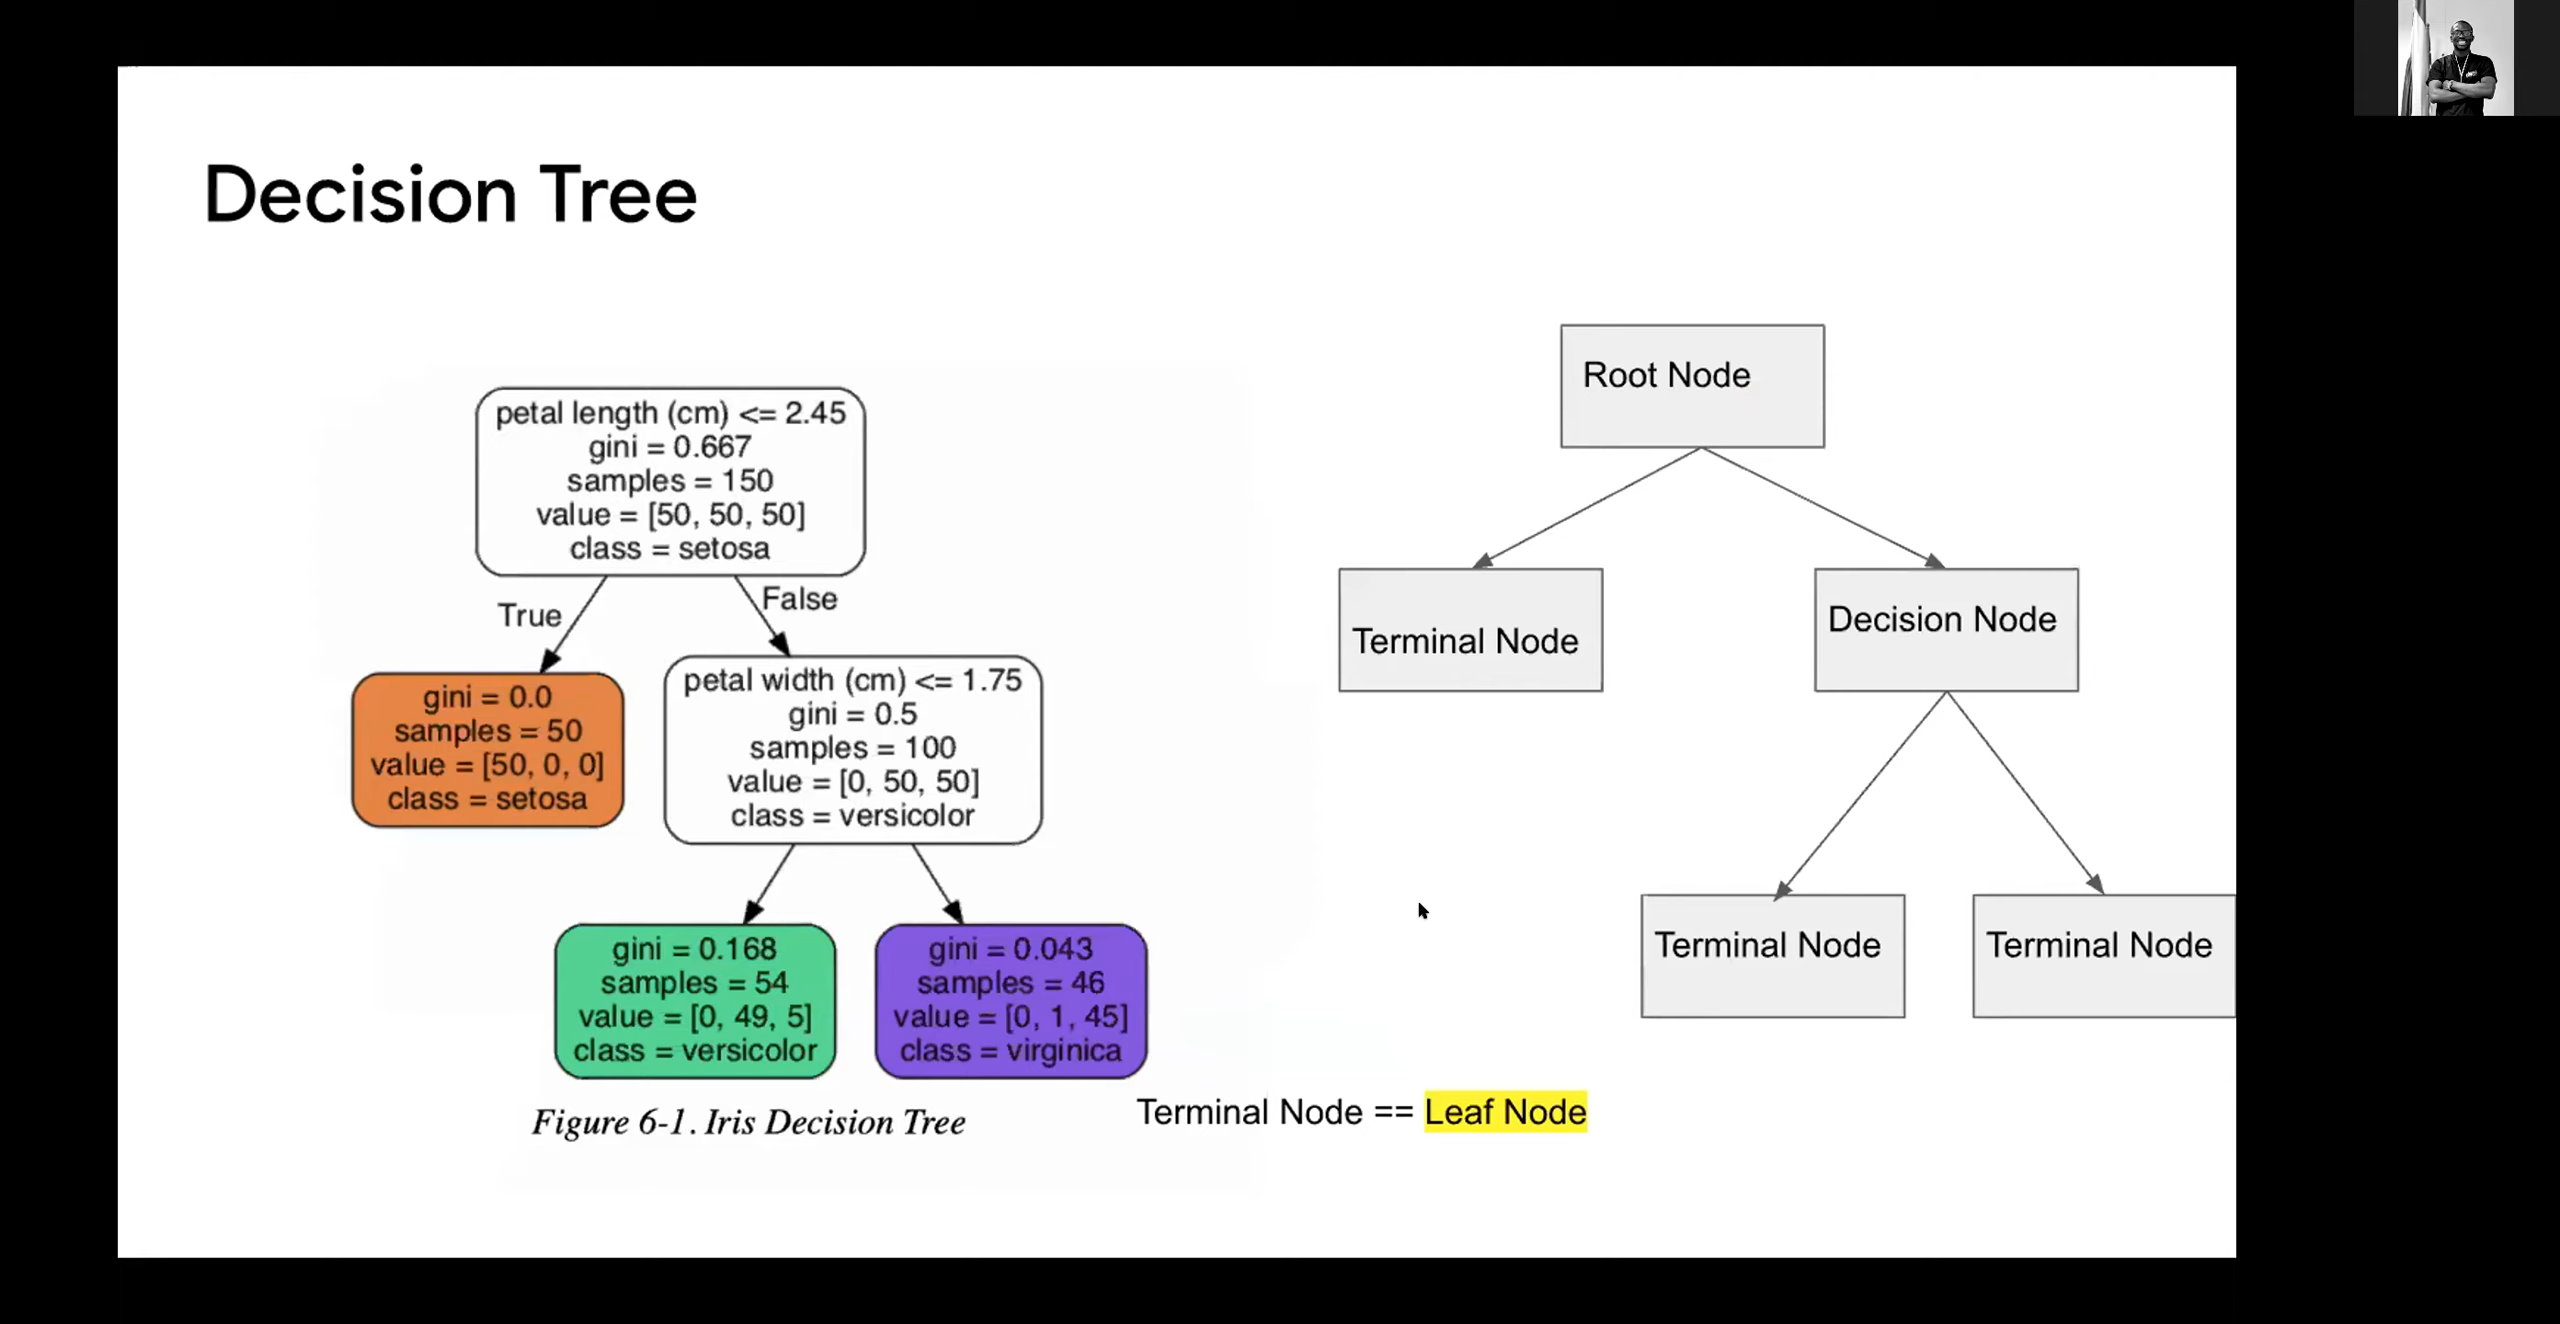 Decision Tree
petal length (cm) <= 2.45
gini = 0.667
samples = 150
value = [50, 50, 50]
class = setosa
True
False
gini = 0.0
samples = 50
value = [50, 0, 0]
class = setosa
petal width (cm) <= 1.75
gini = 0.5
samples = 100
value = [0, 50, 50]
class = versicolor
gini = 0.168
samples = 54
value = [0, 49, 5]
class = versicolor
gini = 0.043
samples = 46
value = [0, 1, 45]
class = virginica
Figure 6-1. Iris Decision Tree
Root Node
Terminal Node
Decision Node
Terminal Node
Terminal Node
Terminal Node == Leaf Node